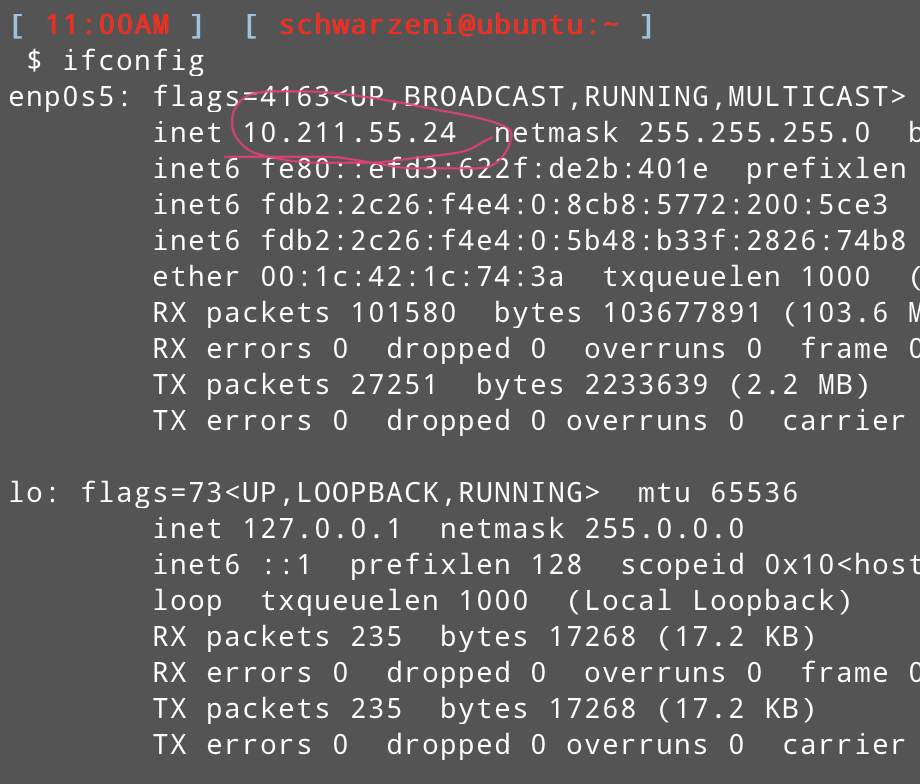 [ 11:00AM ]  [ schwarzeni@ubuntu:~ ]
 $ ifconfig
enp0s5: flags=4163<UP,BROADCAST,RUNNING,MULTICAST>
        inet 10.211.55.24  netmask 255.255.255.0  b
        inet6 fe80::efd3:622f:de2b:401e  prefixlen
        inet6 fdb2:2c26:f4e4:0:8cb8:5772:200:5ce3
        inet6 fdb2:2c26:f4e4:0:5b48:b33f:2826:74b8
        ether 00:1c:42:1c:74:3a  txqueuelen 1000  (
        RX packets 101580  bytes 103677891 (103.6 M
        RX errors 0  dropped 0  overruns 0  frame 0
        TX packets 27251  bytes 2233639 (2.2 MB)
        TX errors 0  dropped 0 overruns 0  carrier

lo: flags=73<UP,LOOPBACK,RUNNING>  mtu 65536
        inet 127.0.0.1  netmask 255.0.0.0
        inet6 ::1  prefixlen 128  scopeid 0x10<host
        loop  txqueuelen 1000  (Local Loopback)
        RX packets 235  bytes 17268 (17.2 KB)
        RX errors 0  dropped 0  overruns 0  frame 0
        TX packets 235  bytes 17268 (17.2 KB)
        TX errors 0  dropped 0 overruns 0  carrier